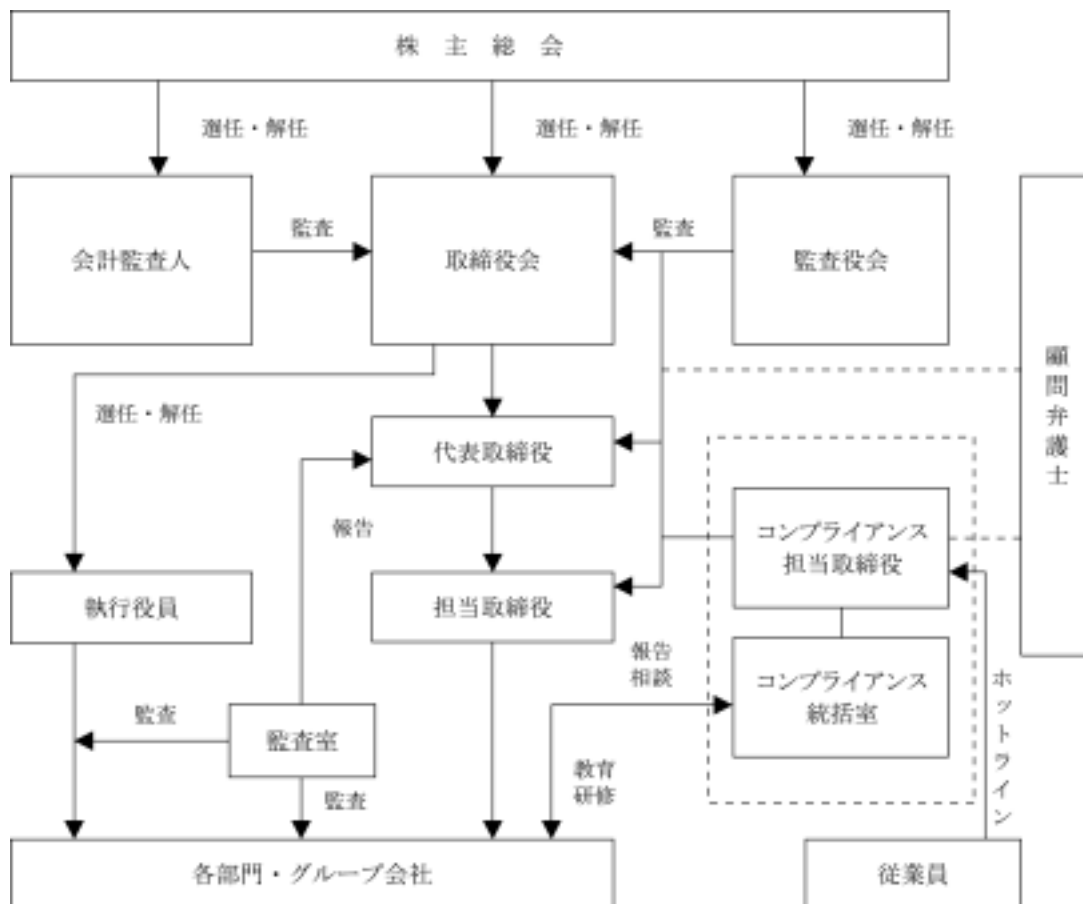 株主総会
選任・解任
選任・解任
選任・解任
会計監査人
監査
取締役会
監査
監査役会
顧問弁護士
選任・解任
代表取締役
報告
コンプライアンス
担当取締役
執行役員
担当取締役
報告
相談
コンプライアンス
統括室
ホットライン
監査
監査室
監査
教育
研修
各部門・グループ会社
従業員